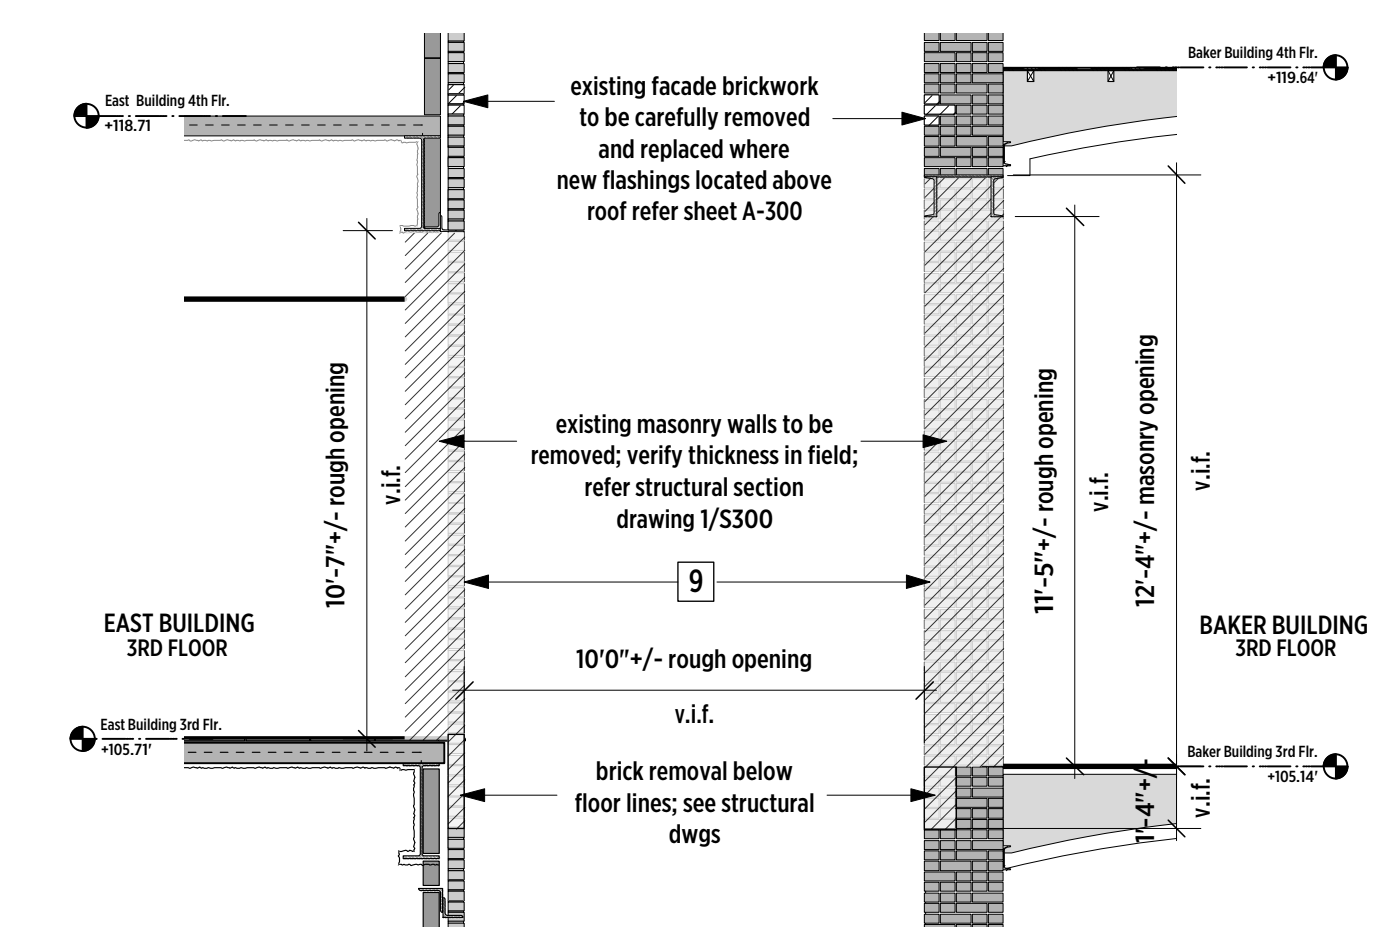 Baker Building 4th Flr.
+119.64'
East Building 4th Flr.
+118.71
existing facade brickwork
to be carefully removed
and replaced where
new flashings located above
roof refer sheet A-300
10'-7"+/- rough opening
v.i.f.
existing masonry walls to be
removed; verify thickness in field;
refer structural section
drawing 1/S300
11'-5"+/- rough opening
v.i.f.
12'-4"+/- masonry opening
v.i.f.
9
EAST BUILDING
3RD FLOOR
BAKER BUILDING
3RD FLOOR
10'0"+/- rough opening
v.i.f.
East Building 3rd Flr.
+105.71'
Baker Building 3rd Flr.
+105.14'
brick removal below
floor lines; see structural
dwgs
1'-4"+/-
v.i.f.